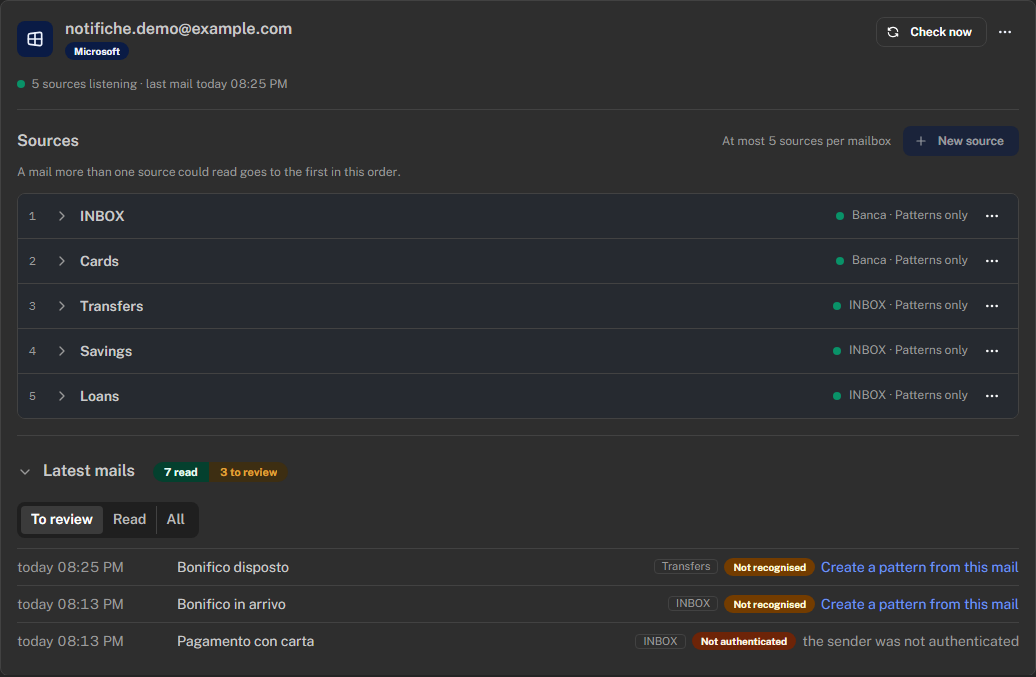 notifiche.demo@example.com
Microsoft
Check now
5 sources listening · last mail today 08:25 PM
Sources
At most 5 sources per mailbox
+ New source
A mail more than one source could read goes to the first in this order.
1 INBOX Banca · Patterns only
2 Cards Banca · Patterns only
3 Transfers INBOX · Patterns only
4 Savings INBOX · Patterns only
5 Loans INBOX · Patterns only
Latest mails 7 read 3 to review
To review Read All
today 08:25 PM Bonifico disposto Transfers Not recognised Create a pattern from this mail
today 08:13 PM Bonifico in arrivo INBOX Not recognised Create a pattern from this mail
today 08:13 PM Pagamento con carta INBOX Not authenticated the sender was not authenticated